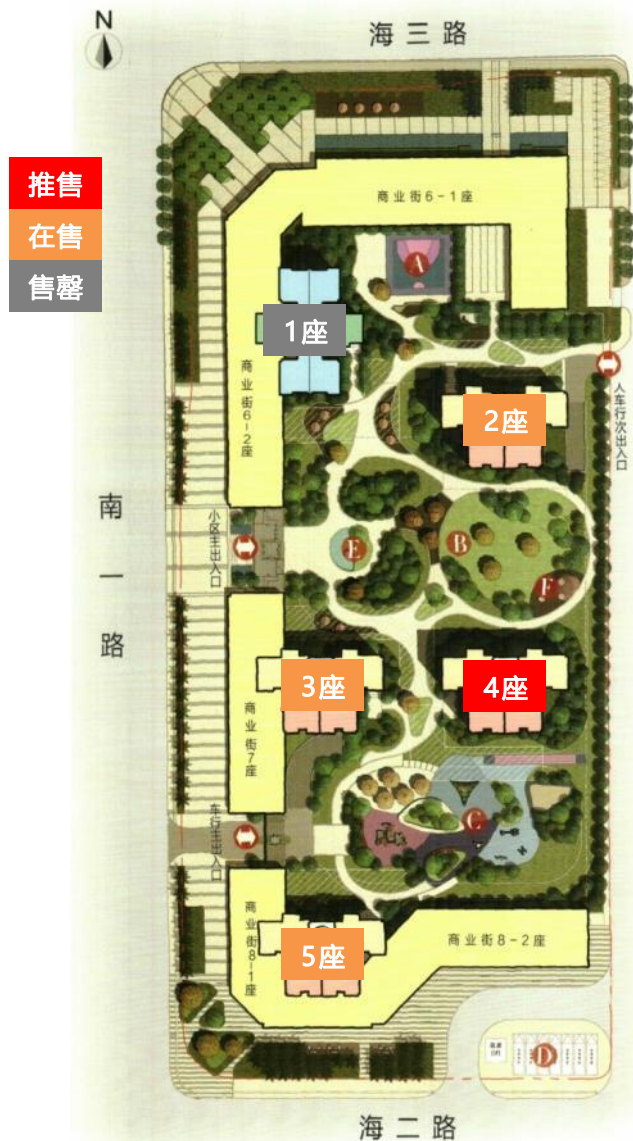 N
海三路
推售
在售
售罄
商业街6-1座
A
1座
商业街6-2座
人车行次出入口
2座
南一路
小区主出入口
E
B
F
3座
4座
商业街7座
车行主出入口
C
商业街8-1座
5座
商业街8-2座
D
海二路